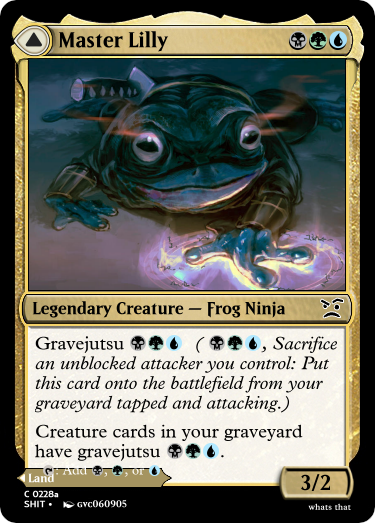 Master Lilly
Legendary Creature — Frog Ninja
Gravejutsu ( , Sacrifice
an unblocked attacker you control: Put
this card onto the battlefield from your
graveyard tapped and attacking.)
Creature cards in your graveyard
have gravejutsu .
: Add , , or
Land
3/2
C 0228a
SHIT • gvc060905
whats that